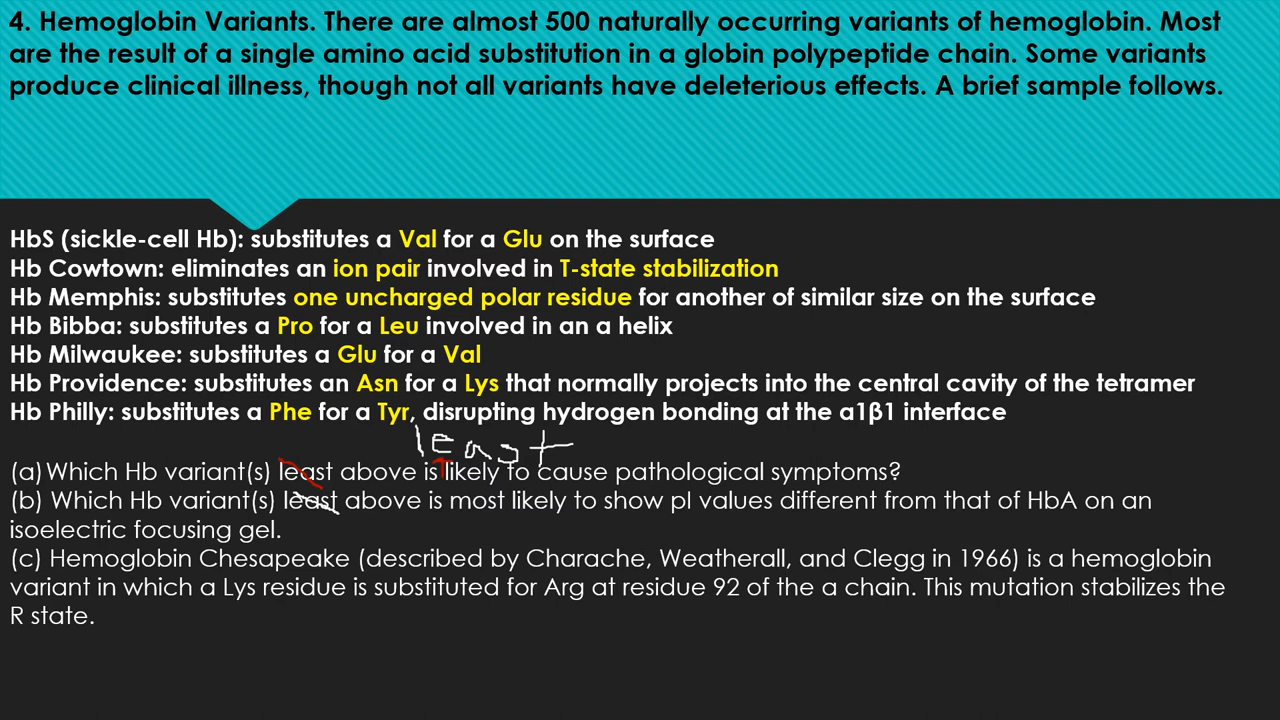 4. Hemoglobin Variants. There are almost 500 naturally occurring variants of hemoglobin. Most
are the result of a single amino acid substitution in a globin polypeptide chain. Some variants
produce clinical illness, though not all variants have deleterious effects. A brief sample follows.
HbS (sickle-cell Hb): substitutes a Val for a Glu on the surface
Hb Cowtown: eliminates an ion pair involved in T-state stabilization
Hb Memphis: substitutes one uncharged polar residue for another of similar size on the surface
Hb Bibba: substitutes a Pro for a Leu involved in an a helix
Hb Milwaukee: substitutes a Glu for a Val
Hb Providence: substitutes an Asn for a Lys that normally projects into the central cavity of the tetramer
Hb Philly: substitutes a Phe for a Tyr, disrupting hydrogen bonding at the a1β1 interface
least
(a) Which Hb variant(s) least above is likely to cause pathological symptoms?
(b) Which Hb variant(s) least above is most likely to show pI values different from that of HbA on an
isoelectric focusing gel.
(c) Hemoglobin Chesapeake (described by Charache, Weatherall, and Clegg in 1966) is a hemoglobin
variant in which a Lys residue is substituted for Arg at residue 92 of the a chain. This mutation stabilizes the
R state.